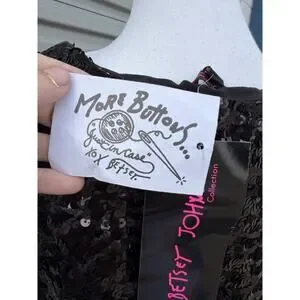 MORE BUTTONS...
"just in case"
XOX BETSEY
BETSEY JOHN
Collection